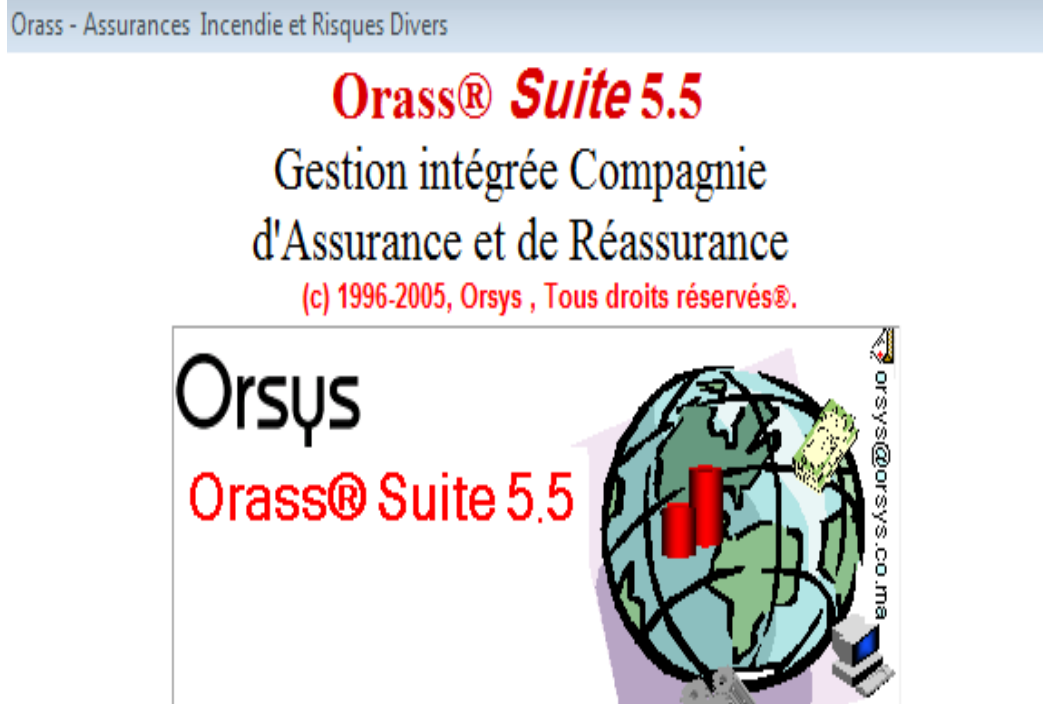 Orass - Assurances Incendie et Risques Divers
Orass® Suite 5.5
Gestion intégrée Compagnie
d'Assurance et de Réassurance
(c) 1996-2005, Orsys , Tous droits réservés®.
Orsys
Orass® Suite 5.5
orsys@orsys.co.ma